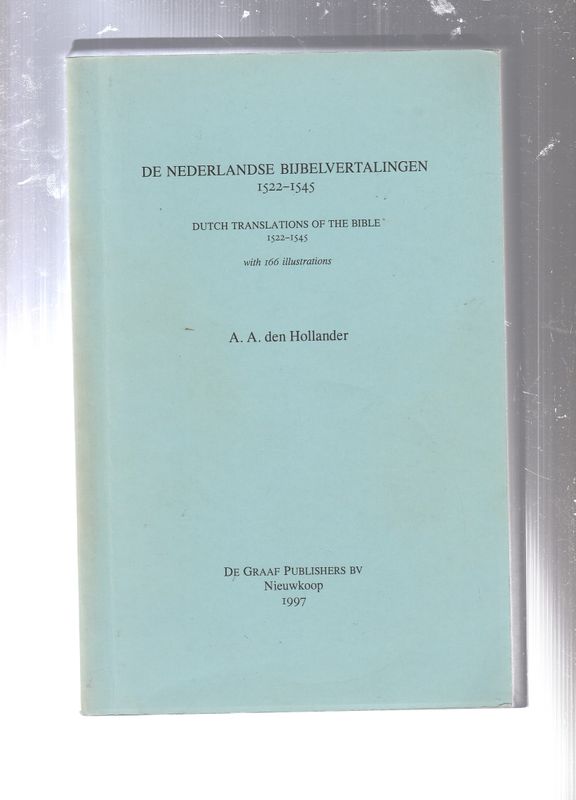 DE NEDERLANDSE BIJBELVERTALINGEN
1522–1545
DUTCH TRANSLATIONS OF THE BIBLE
1522–1545
with 166 illustrations
A. A. den Hollander
DE GRAAF PUBLISHERS BV
Nieuwkoop
1997